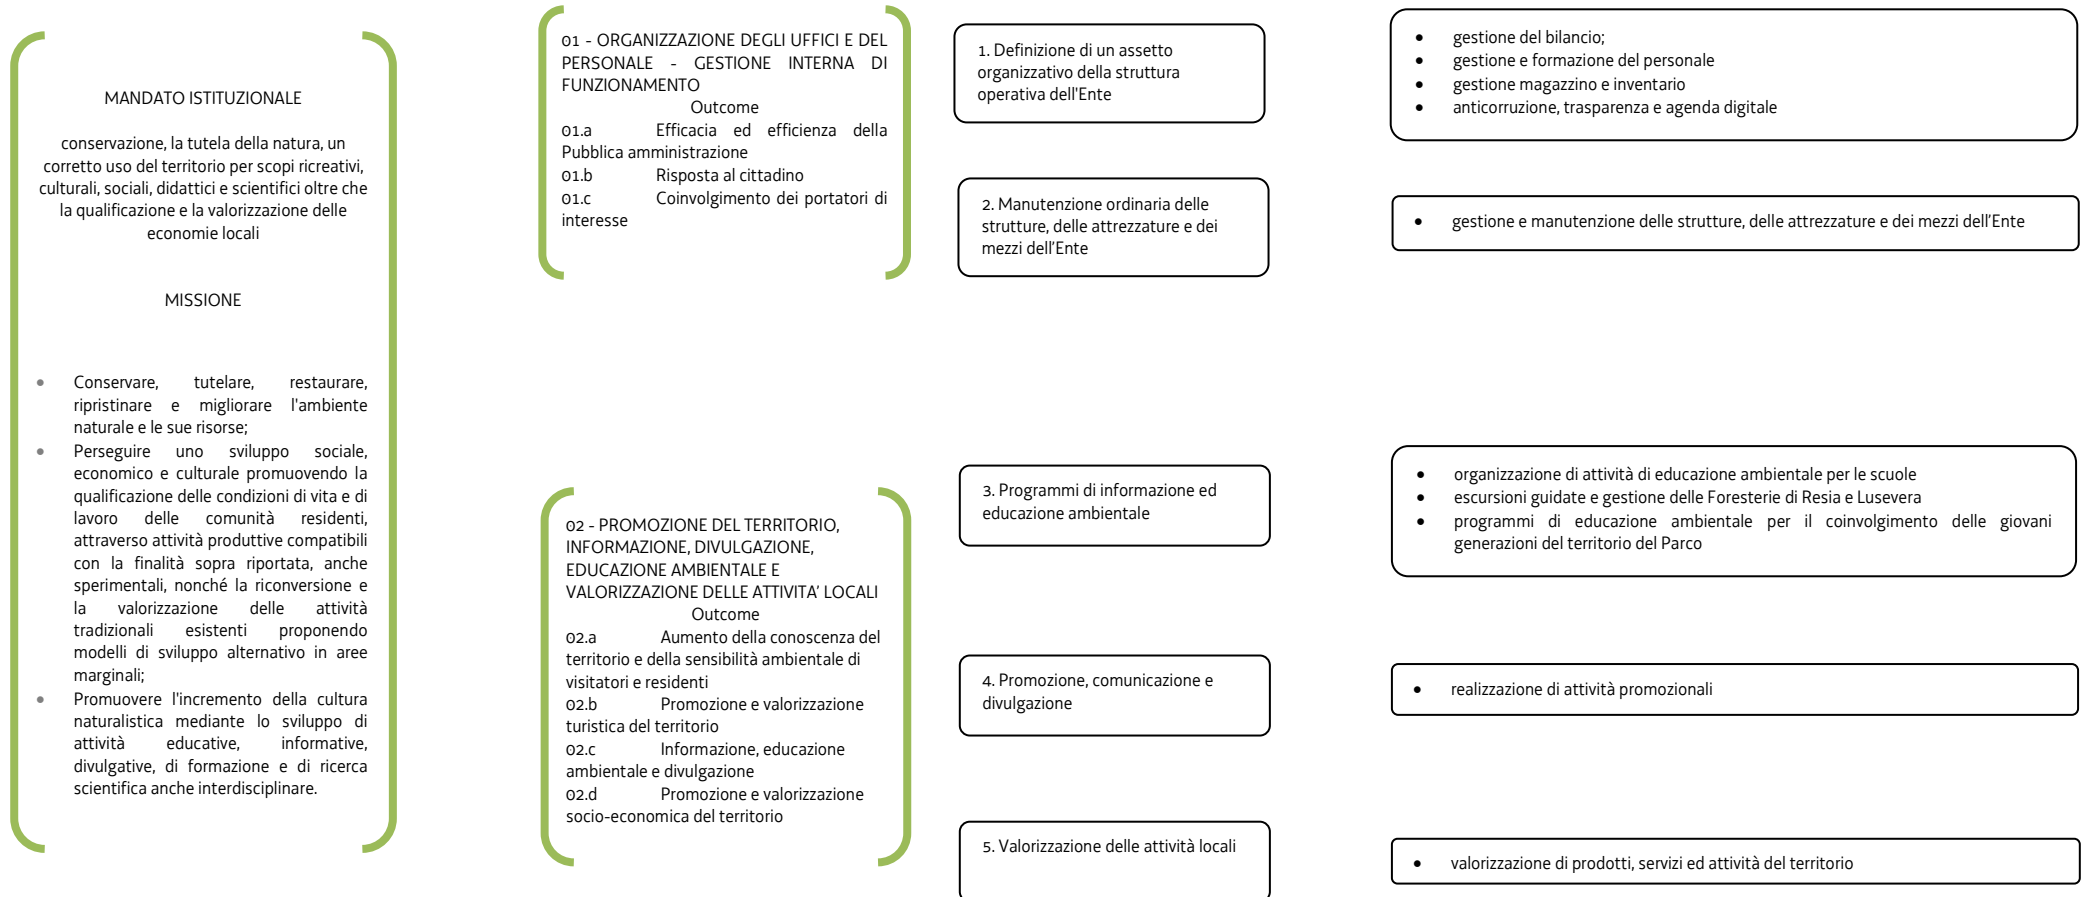 MANDATO ISTITUZIONALE
conservazione, la tutela della natura, un
corretto uso del territorio per scopi ricreativi,
culturali, sociali, didattici e scientifici oltre che
la qualificazione e la valorizzazione delle
economie locali
MISSIONE
• Conservare, tutelare, restaurare,
ripristinare e migliorare l'ambiente
naturale e le sue risorse;
• Perseguire uno sviluppo sociale,
economico e culturale promuovendo la
qualificazione delle condizioni di vita e di
lavoro delle comunità residenti,
attraverso attività produttive compatibili
con la finalità sopra riportata, anche
sperimentali, nonché la riconversione e
la valorizzazione delle attività
tradizionali esistenti proponendo
modelli di sviluppo alternativo in aree
marginali;
• Promuovere l'incremento della cultura
naturalistica mediante lo sviluppo di
attività educative, informative,
divulgative, di formazione e di ricerca
scientifica anche interdisciplinare.
01 - ORGANIZZAZIONE DEGLI UFFICI E DEL
PERSONALE - GESTIONE INTERNA DI
FUNZIONAMENTO
Outcome
01.a Efficacia ed efficienza della
Pubblica amministrazione
01.b Risposta al cittadino
01.c Coinvolgimento dei portatori di
interesse
1. Definizione di un assetto
organizzativo della struttura
operativa dell'Ente
• gestione del bilancio;
• gestione e formazione del personale
• gestione magazzino e inventario
• anticorruzione, trasparenza e agenda digitale
2. Manutenzione ordinaria delle
strutture, delle attrezzature e dei
mezzi dell’Ente
• gestione e manutenzione delle strutture, delle attrezzature e dei mezzi dell’Ente
02 - PROMOZIONE DEL TERRITORIO,
INFORMAZIONE, DIVULGAZIONE,
EDUCAZIONE AMBIENTALE E
VALORIZZAZIONE DELLE ATTIVITA’ LOCALI
Outcome
02.a Aumento della conoscenza del
territorio e della sensibilità ambientale di
visitatori e residenti
02.b Promozione e valorizzazione
turistica del territorio
02.c Informazione, educazione
ambientale e divulgazione
02.d Promozione e valorizzazione
socio-economica del territorio
3. Programmi di informazione ed
educazione ambientale
• organizzazione di attività di educazione ambientale per le scuole
• escursioni guidate e gestione delle Foresterie di Resia e Lusevera
• programmi di educazione ambientale per il coinvolgimento delle giovani
generazioni del territorio del Parco
4. Promozione, comunicazione e
divulgazione
• realizzazione di attività promozionali
5. Valorizzazione delle attività locali
• valorizzazione di prodotti, servizi ed attività del territorio